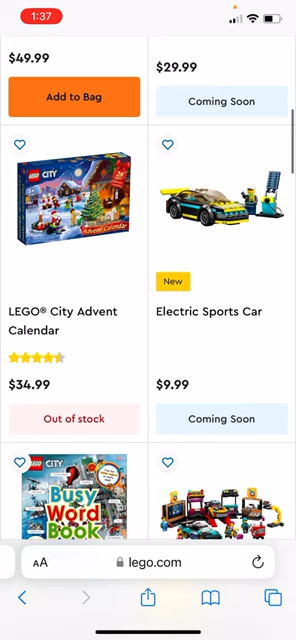 1:37
$49.99
$29.99
Add to Bag
Coming Soon
LEGO CITY
24
Advent Calendar
New
LEGO® City Advent
Calendar
Electric Sports Car
$34.99
$9.99
Out of stock
Coming Soon
LEGO CITY
Busy
Word
Book
AA
lego.com